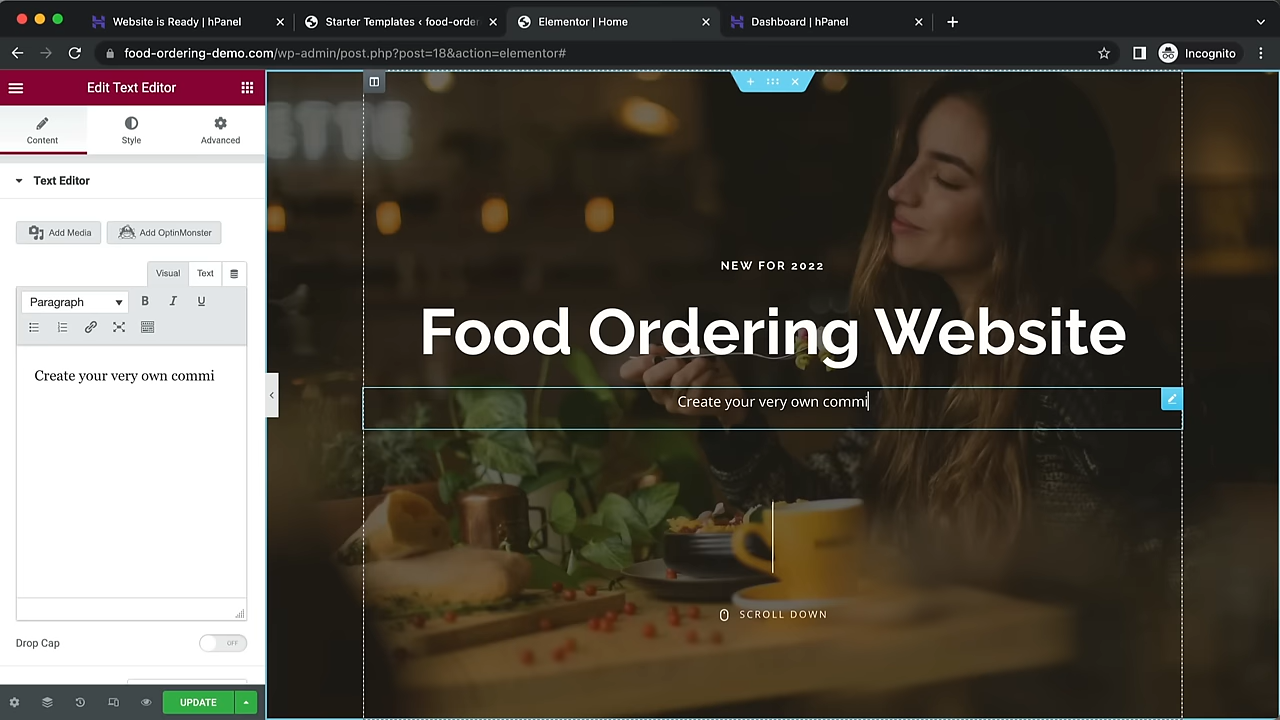 Website is Ready | hPanel
Starter Templates ‹ food-order
Elementor | Home
Dashboard | hPanel
food-ordering-demo.com/wp-admin/post.php?post=18&action=elementor#
Incognito
Edit Text Editor
Content
Style
Advanced
Text Editor
Add Media
Add OptinMonster
Visual
Text
Paragraph
B I U
Create your very own commi
Drop Cap
OFF
UPDATE
NEW FOR 2022
Food Ordering Website
Create your very own commi
SCROLL DOWN